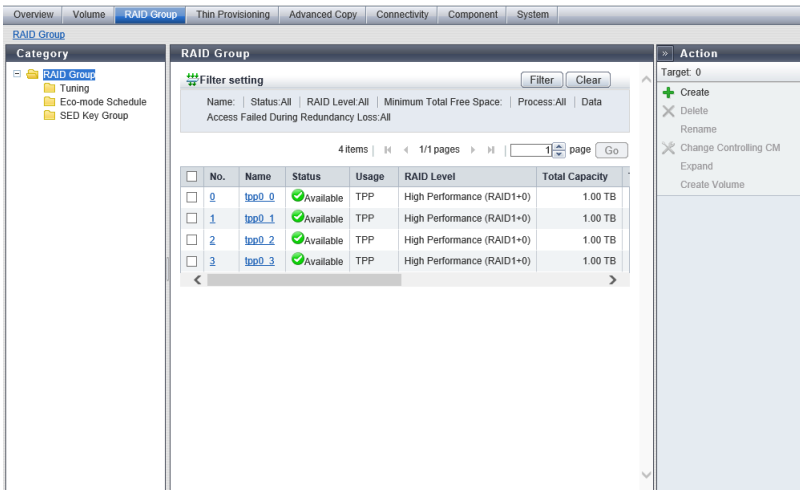 Overview Volume RAID Group Thin Provisioning Advanced Copy Connectivity Component System
RAID Group
Category
RAID Group
Tuning
Eco-mode Schedule
SED Key Group
RAID Group
Filter setting Filter Clear
Name: Status:All RAID Level:All Minimum Total Free Space: Process:All Data
Access Failed During Redundancy Loss:All
4 items 1/1 pages 1 page Go
No. Name Status Usage RAID Level Total Capacity
0 tpp0_0 Available TPP High Performance (RAID1+0) 1.00 TB
1 tpp0_1 Available TPP High Performance (RAID1+0) 1.00 TB
2 tpp0_2 Available TPP High Performance (RAID1+0) 1.00 TB
3 tpp0_3 Available TPP High Performance (RAID1+0) 1.00 TB
» Action
Target: 0
Create
Delete
Rename
Change Controlling CM
Expand
Create Volume